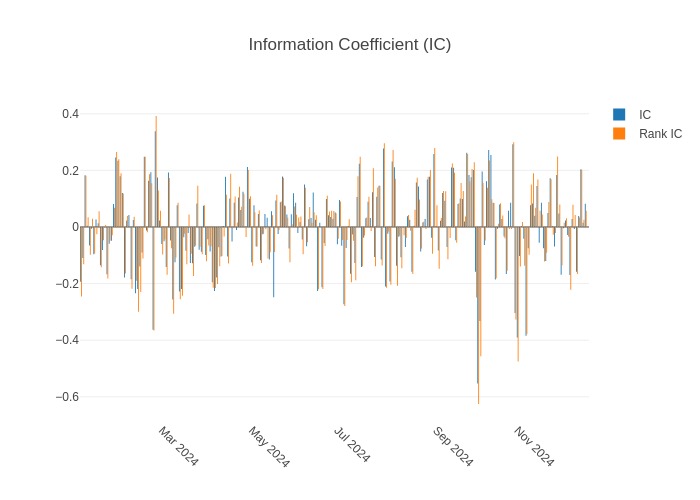 Information Coefficient (IC)
IC
Rank IC
0.4
0.2
0
−0.2
−0.4
−0.6
Mar 2024
May 2024
Jul 2024
Sep 2024
Nov 2024